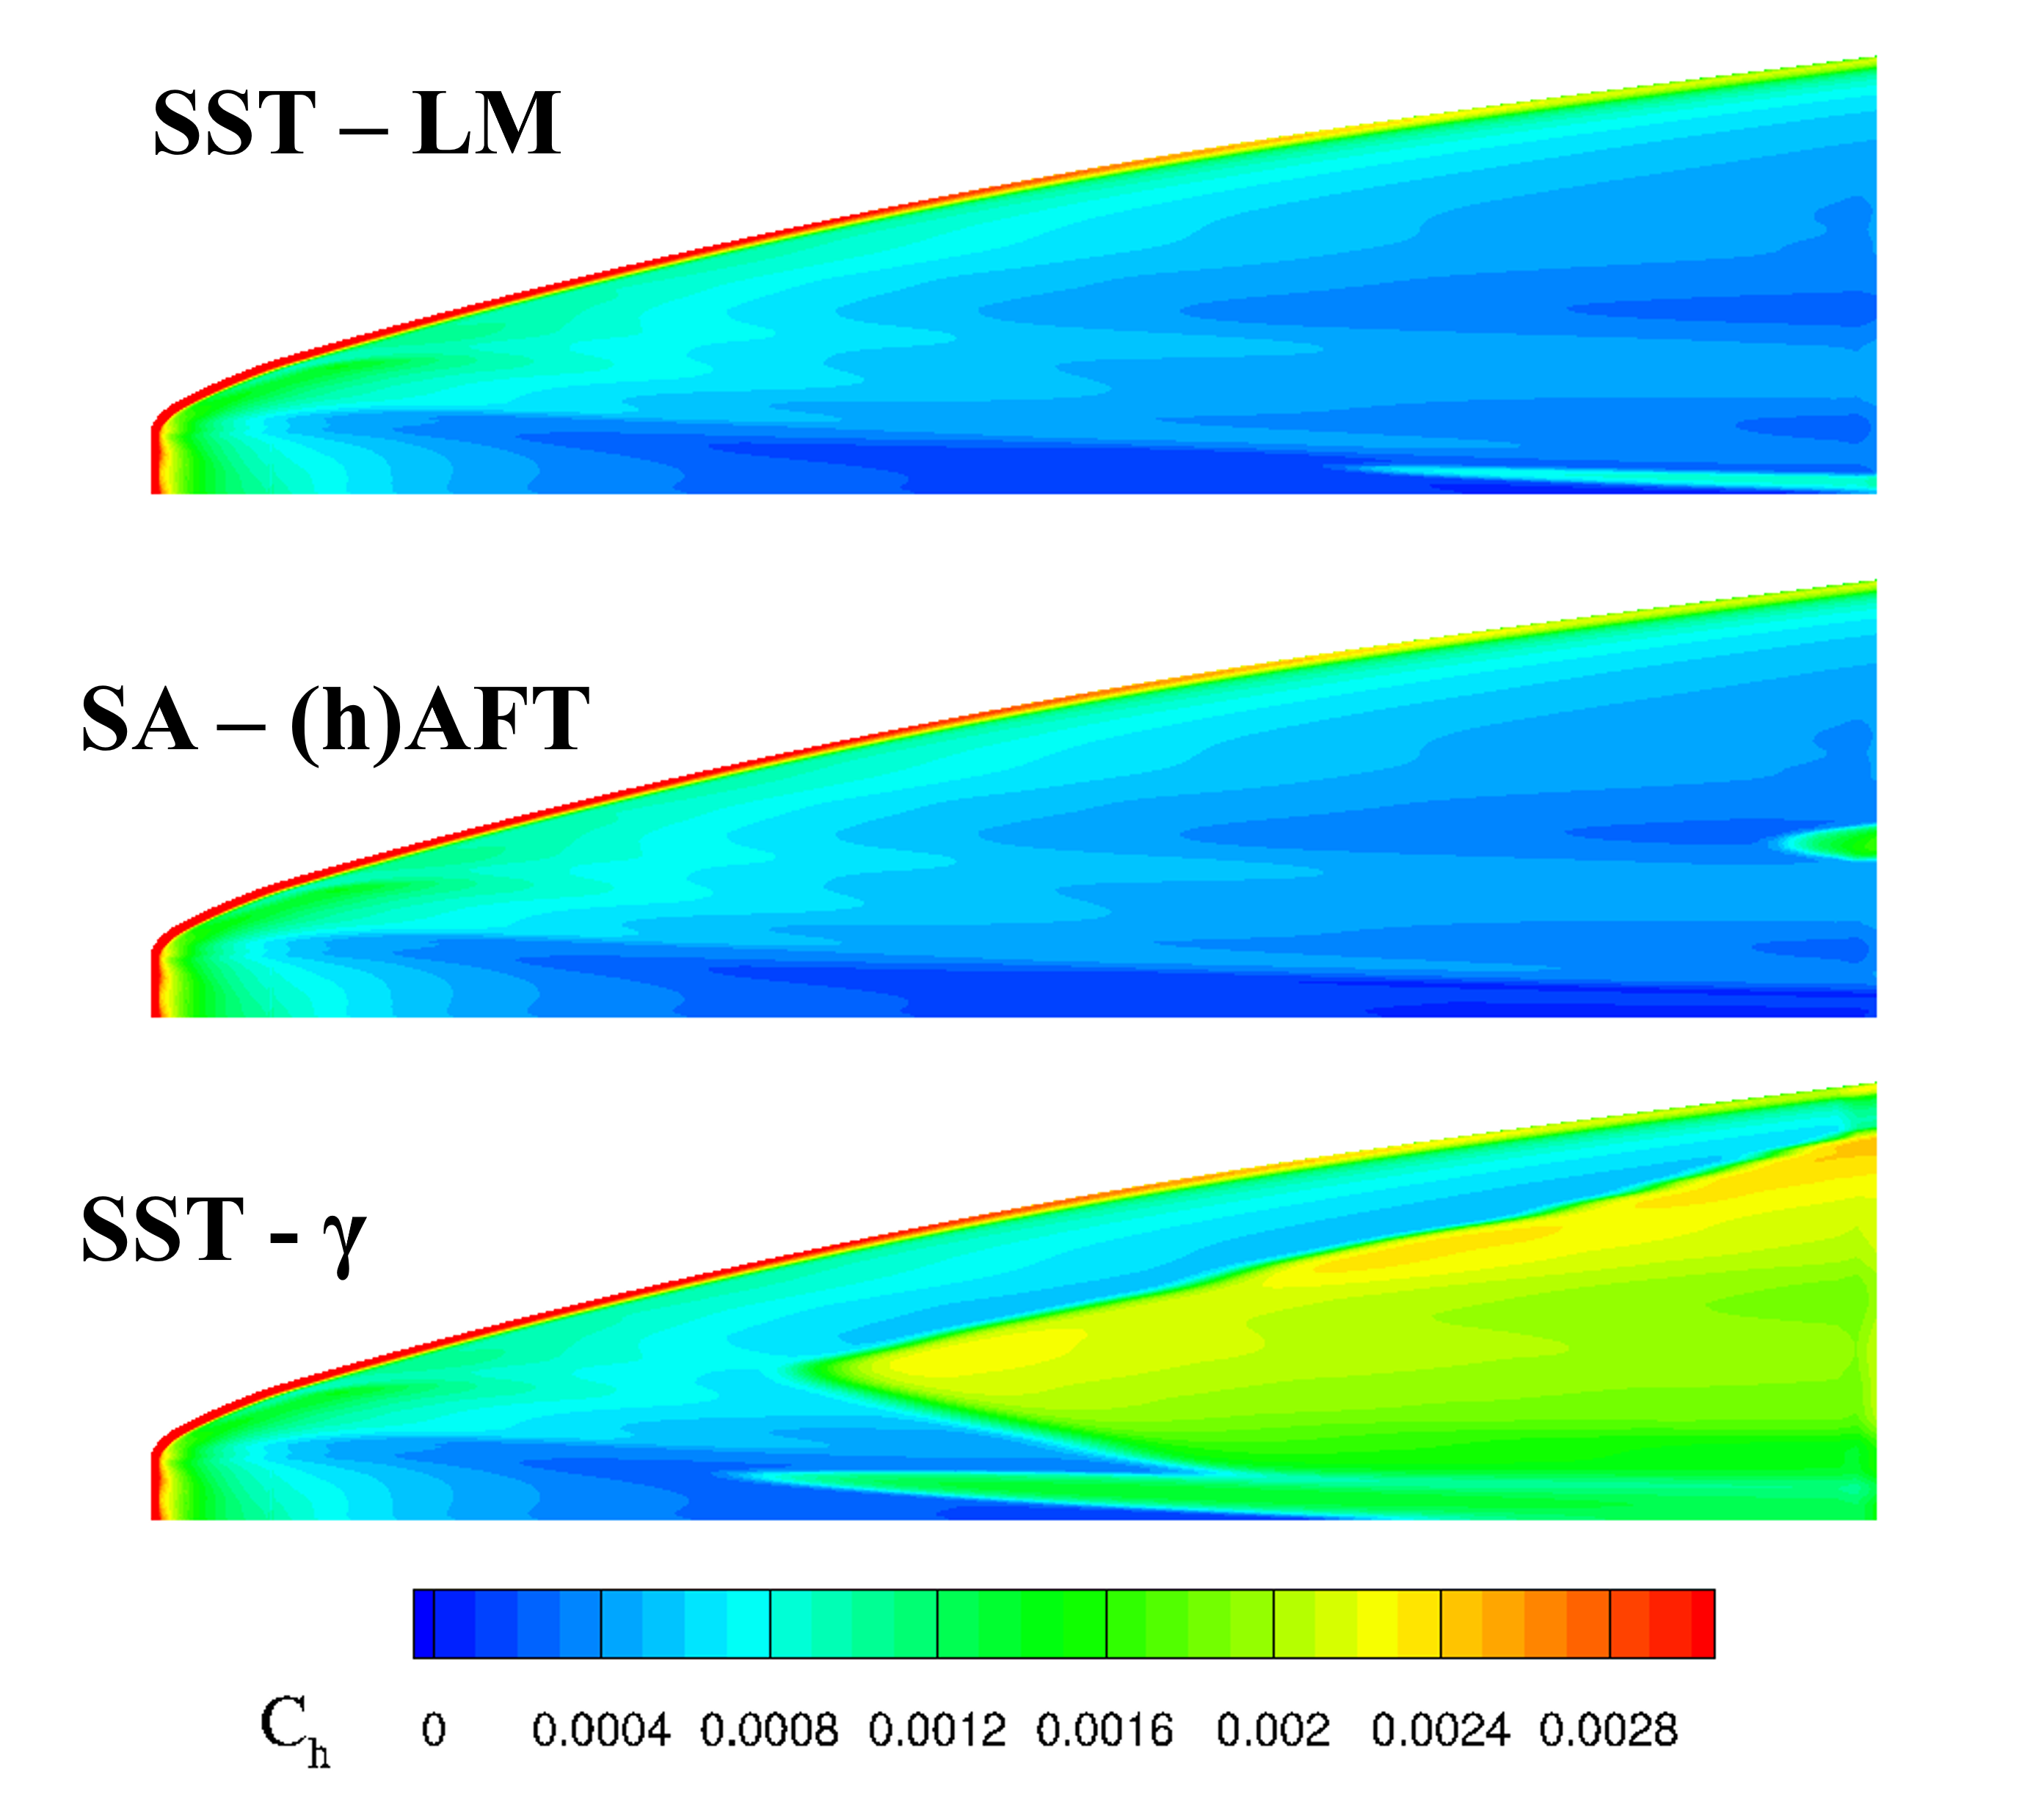 SST – LM
SA – (h)AFT
SST - γ
Ch 0 0.0004 0.0008 0.0012 0.0016 0.002 0.0024 0.0028